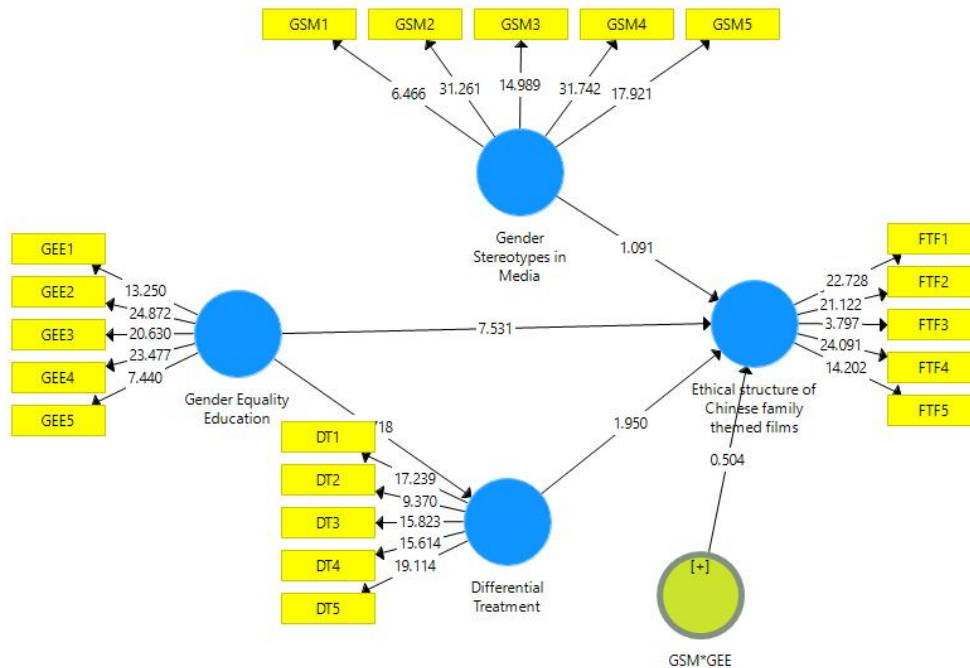 GSM1
GSM2
GSM3
GSM4
GSM5
6.466
31.261
14.989
31.742
17.921
Gender
Stereotypes in
Media
1.091
GEE1
GEE2
GEE3
GEE4
GEE5
13.250
24.872
20.630
23.477
7.440
Gender Equality
Education
7.531
FTF1
FTF2
FTF3
FTF4
FTF5
22.728
21.122
3.797
24.091
14.202
Ethical structure of
Chinese family
themed films
718
DT1
DT2
DT3
DT4
DT5
17.239
9.370
15.823
15.614
19.114
Differential
Treatment
1.950
0.504
[+]
GSM*GEE